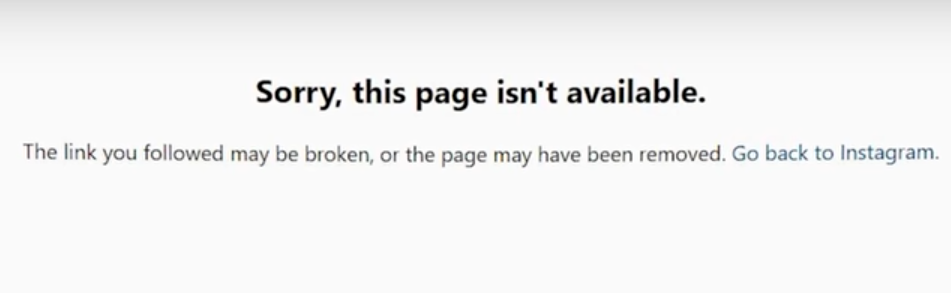 Sorry, this page isn't available.
The link you followed may be broken, or the page may have been removed. Go back to Instagram.